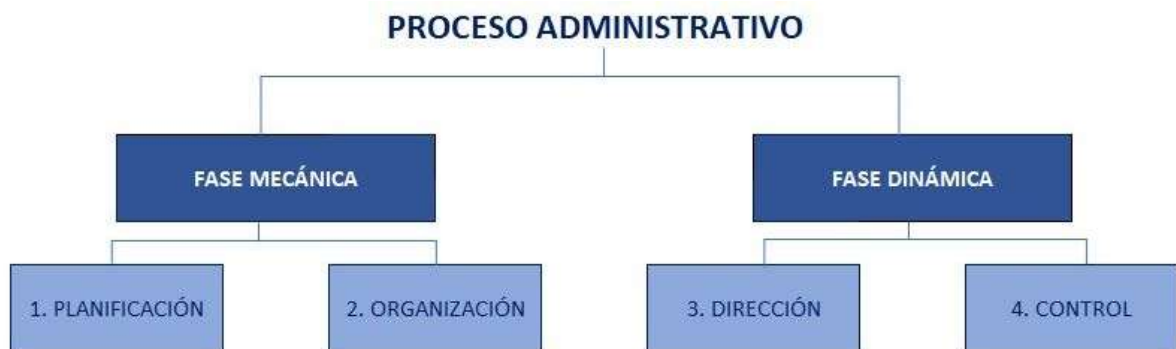 PROCESO ADMINISTRATIVO
FASE MECÁNICA
FASE DINÁMICA
1. PLANIFICACIÓN
2. ORGANIZACIÓN
3. DIRECCIÓN
4. CONTROL